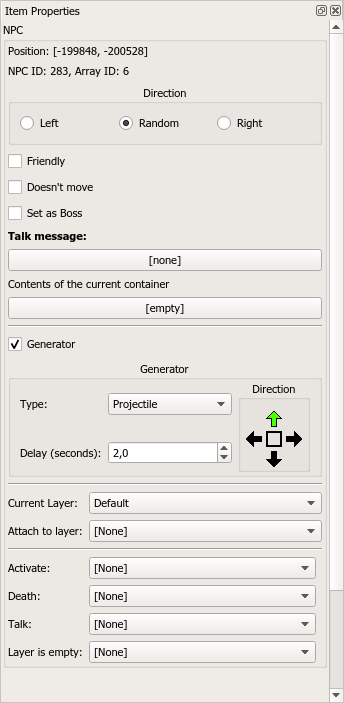 Item Properties
NPC
Position: [-199848, -200528]
NPC ID: 283, Array ID: 6
Direction
Left Random Right
Friendly
Doesn't move
Set as Boss
Talk message:
[none]
Contents of the current container
[empty]
Generator
Generator
Direction
Type: Projectile
Delay (seconds): 2,0
Current Layer: Default
Attach to layer: [None]
Activate: [None]
Death: [None]
Talk: [None]
Layer is empty: [None]